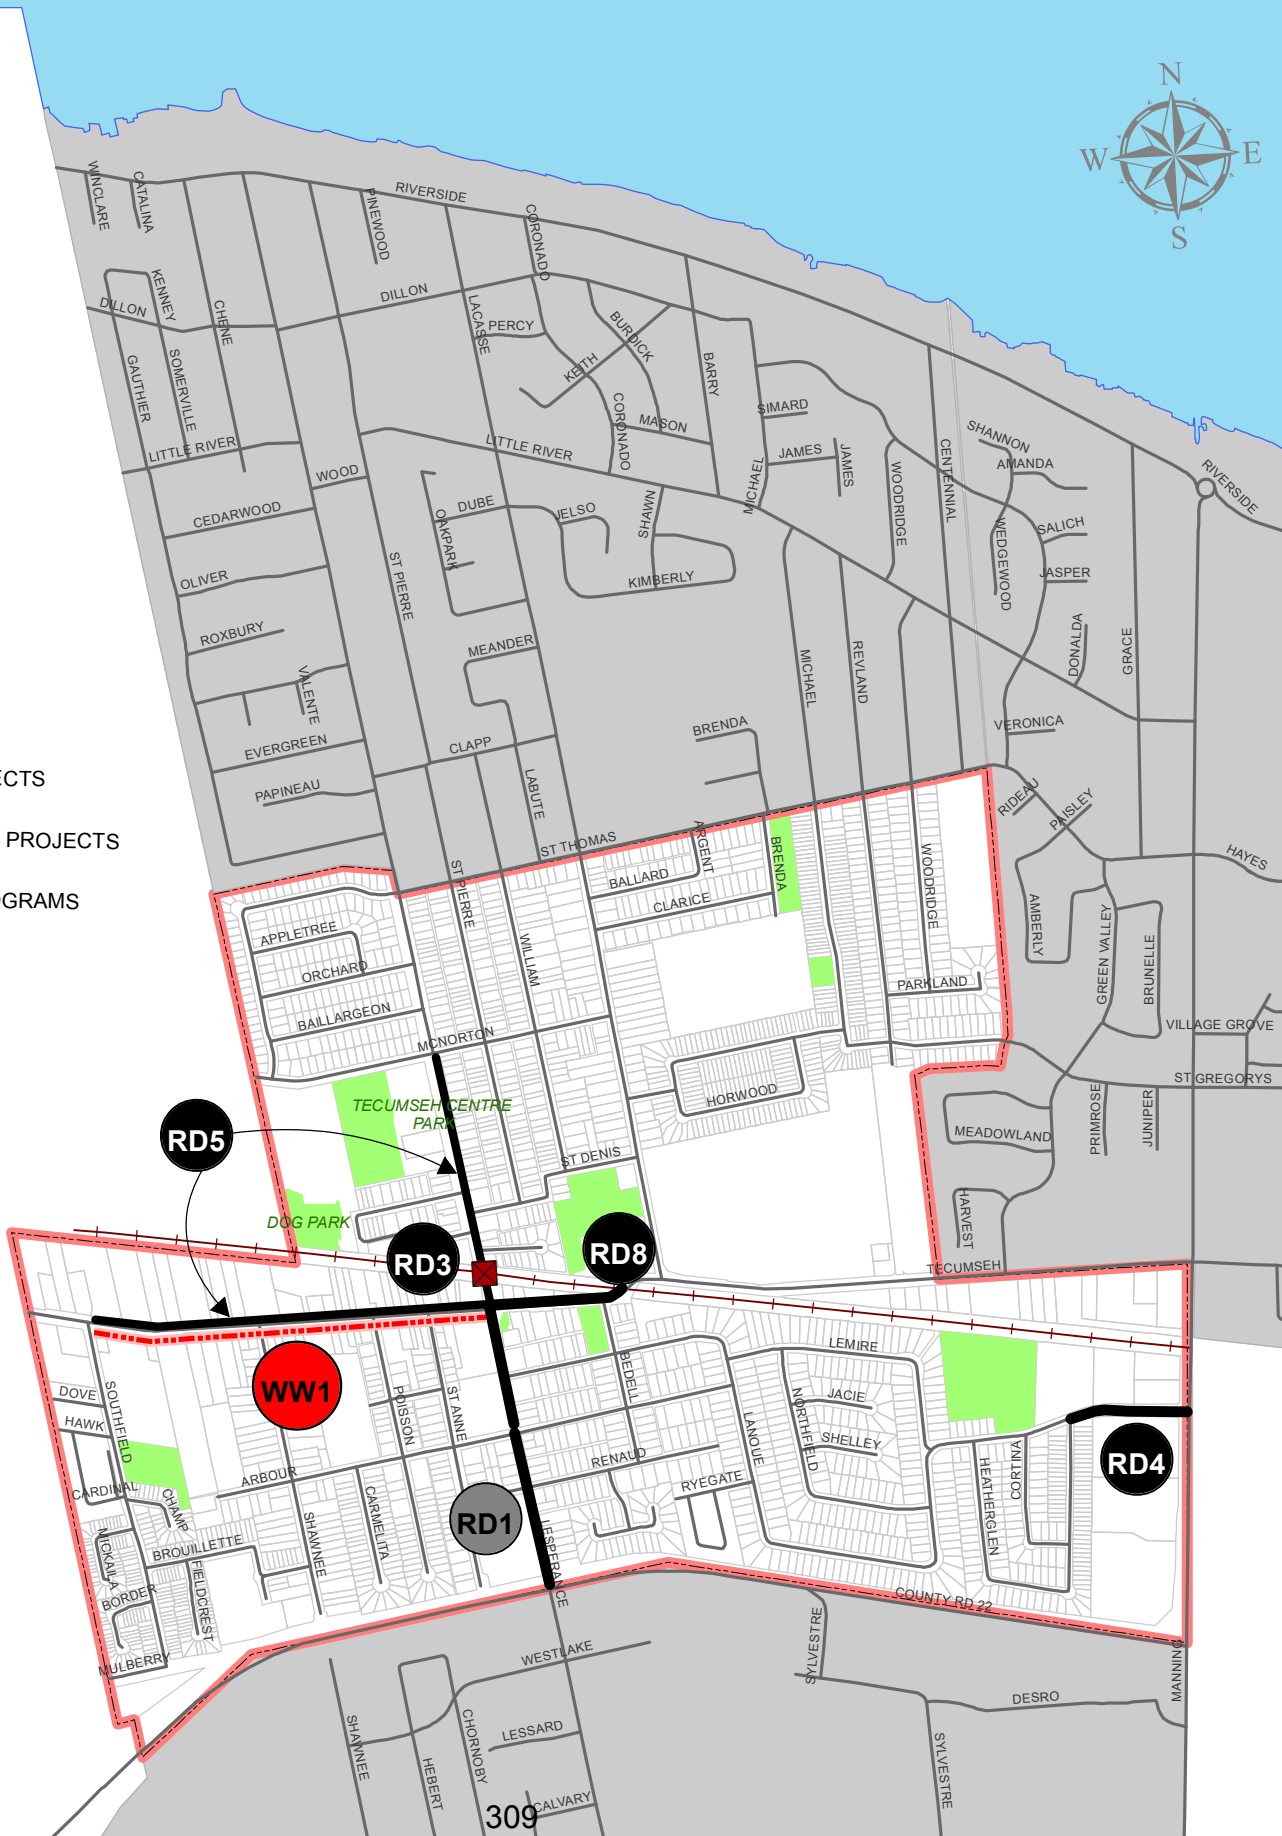 N
W
E
S
WINCLARE
CATALINA
PINEWOOD
RIVERSIDE
CORONADO
KENNEY
DILLON
CHENE
DILLON
LACASSE
PERCY
BURDICK
KEITH
BARRY
GAUTHIER
SOMERVILLE
CORONADO
MASON
SIMARD
LITTLE RIVER
LITTLE RIVER
JAMES
JAMES
MICHAEL
WOODRIDGE
CENTENNIAL
SHANNON
AMANDA
RIVERSIDE
WOOD
CEDARWOOD
DUBE
OAKPARK
JELSO
SHAWN
SALICH
WEDGEWOOD
JASPER
OLIVER
ST PIERRE
KIMBERLY
ROXBURY
MEANDER
MICHAEL
REVLAND
DONALDA
GRACE
VALENTE
EVERGREEN
CLAPP
BRENDA
VERONICA
PAPINEAU
LABUTE
RIDEAU
PAISLEY
ECTS
PROJECTS
OGRAMS
ST THOMAS
ARGENT
BRENDA
BALLARD
CLARICE
ST PIERRE
WILLIAM
WOODRIDGE
HAYES
AMBERLY
GREEN VALLEY
BRUNELLE
APPLETREE
ORCHARD
BAILLARGEON
PARKLAND
VILLAGE GROVE
MCNORTON
ST GREGORYS
HORWOOD
TECUMSEH CENTRE
PARK
MEADOWLAND
PRIMROSE
JUNIPER
RD5
ST DENIS
HARVEST
DOG PARK
RD3
RD8
TECUMSEH
WW1
DOVE
HAWK
SOUTHFIELD
POISSON
ST ANNE
BEDELL
LEMIRE
JACIE
SHELLEY
NORTHFIELD
LANOUE
CARDINAL
CHAMP
ARBOUR
RENAUD
RYEGATE
HEATHERGLEN
CORTINA
RD4
RD1
MICKAILA
BROUILLETTE
SHAWNEE
CARMELITA
LESPERANCE
BORDER
FIELDCREST
COUNTY RD 22
MULBERRY
WESTLAKE
SYLVESTRE
MANNING
DESRO
SHAWNEE
HEBERT
CHORNOBY
LESSARD
SYLVESTRE
CALVARY
309